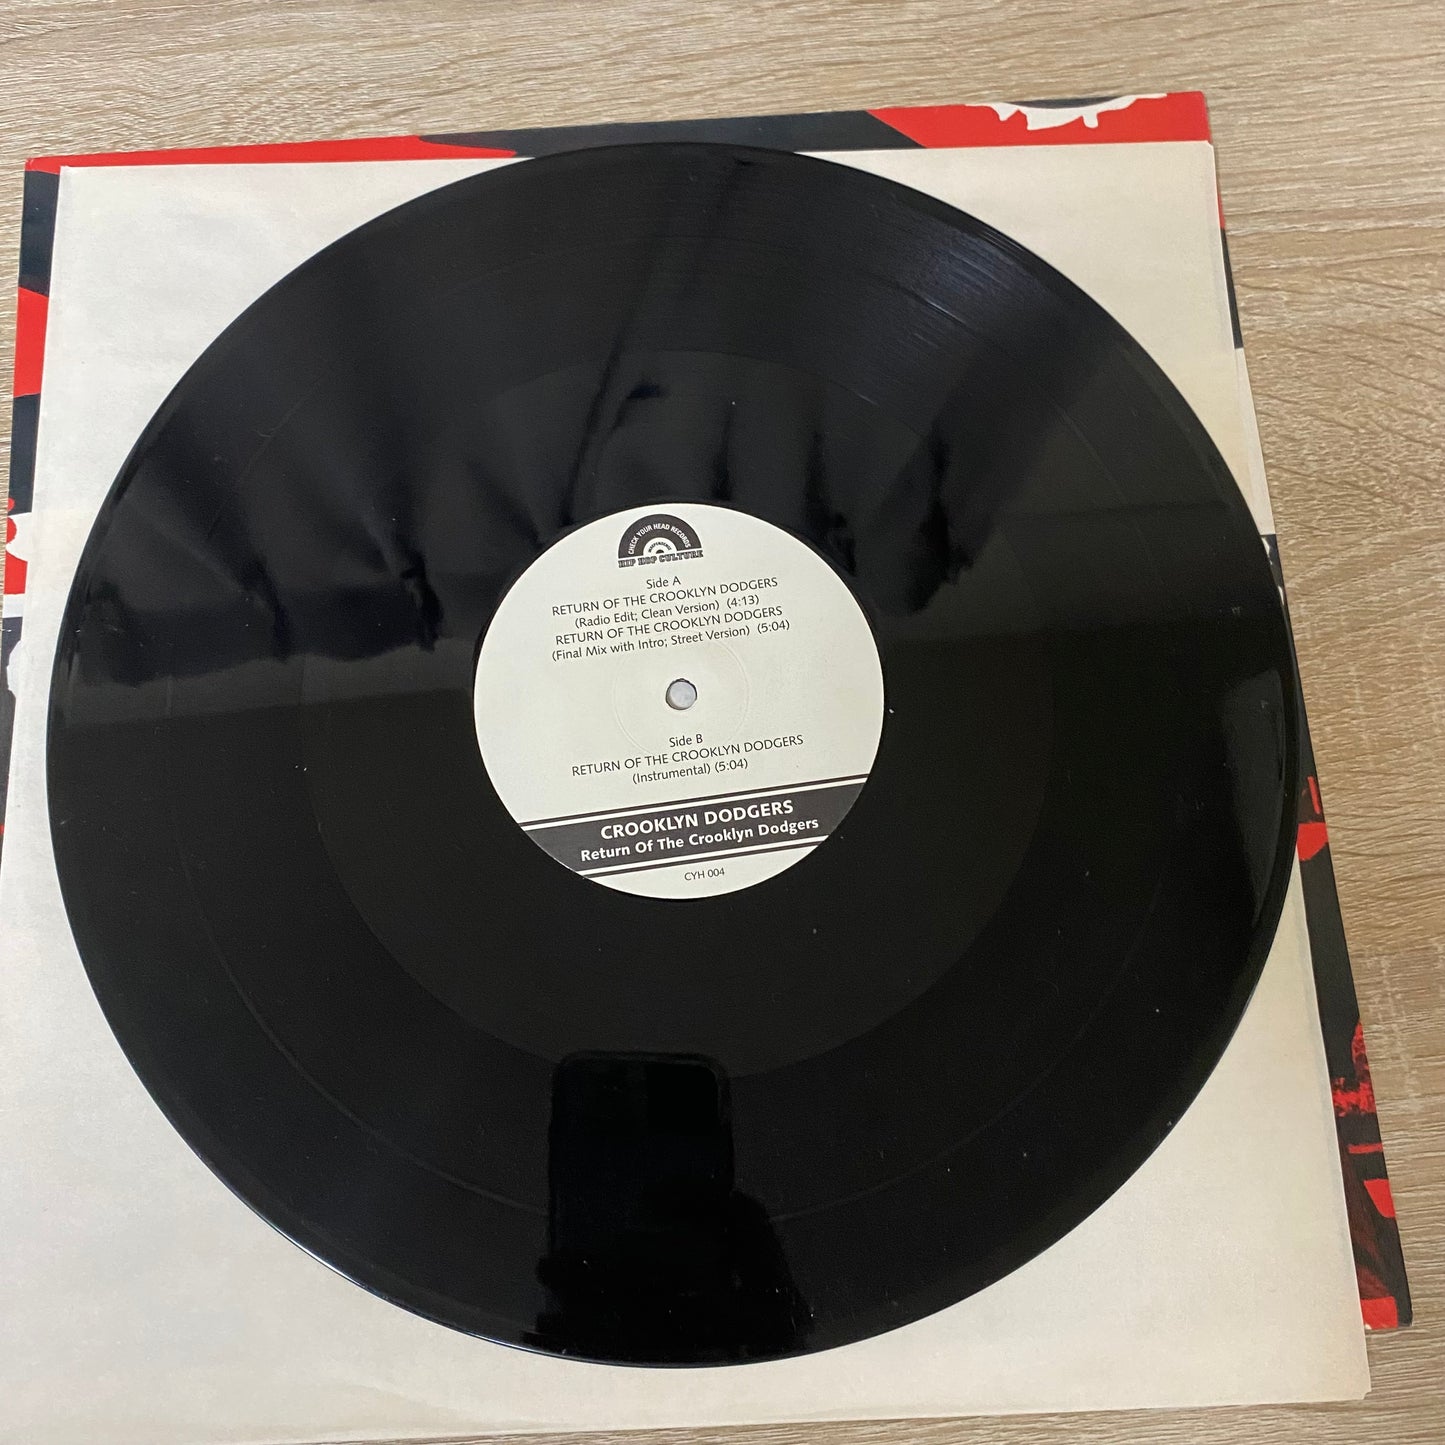 CHECK YOUR HEAD RECORDS
INDEPENDENT
HIP HOP CULTURE
Side A
RETURN OF THE CROOKLYN DODGERS
(Radio Edit; Clean Version) (4:13)
RETURN OF THE CROOKLYN DODGERS
(Final Mix with Intro; Street Version) (5:04)
Side B
RETURN OF THE CROOKLYN DODGERS
(Instrumental) (5:04)
CROOKLYN DODGERS
Return Of The Crooklyn Dodgers
CYH 004